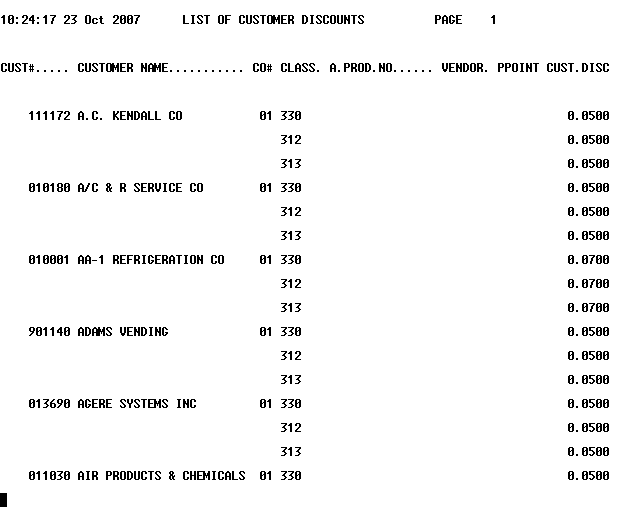 10:24:17 23 Oct 2007 LIST OF CUSTOMER DISCOUNTS PAGE 1
CUST#..... CUSTOMER NAME........... CO# CLASS. A.PROD.NO...... VENDOR. PPOINT CUST.DISC
111172 A.C. KENDALL CO 01 330 0.0500
312 0.0500
313 0.0500
010180 A/C & R SERVICE CO 01 330 0.0500
312 0.0500
313 0.0500
010001 AA-1 REFRIGERATION CO 01 330 0.0700
312 0.0700
313 0.0700
901140 ADAMS VENDING 01 330 0.0500
312 0.0500
313 0.0500
013690 AGERE SYSTEMS INC 01 330 0.0500
312 0.0500
313 0.0500
011030 AIR PRODUCTS & CHEMICALS 01 330 0.0500